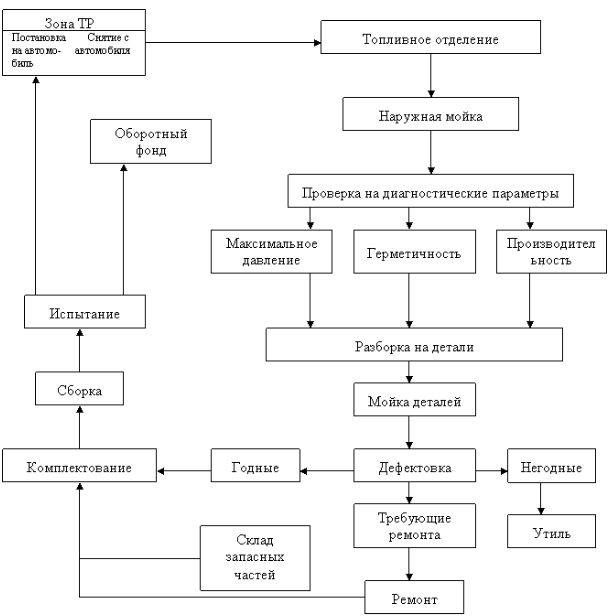 Зона ТР
Постановка Снятие с
на автомо- автомобиля
биль
Топливное отделение
Наружная мойка
Оборотный
фонд
Проверка на диагностические параметры
Максимальное
давление
Герметичность
Производител
ьность
Испытание
Разборка на детали
Сборка
Мойка деталей
Комплектование
Годные
Дефектовка
Негодные
Требующие
ремонта
Утиль
Склад
запасных
частей
Ремонт